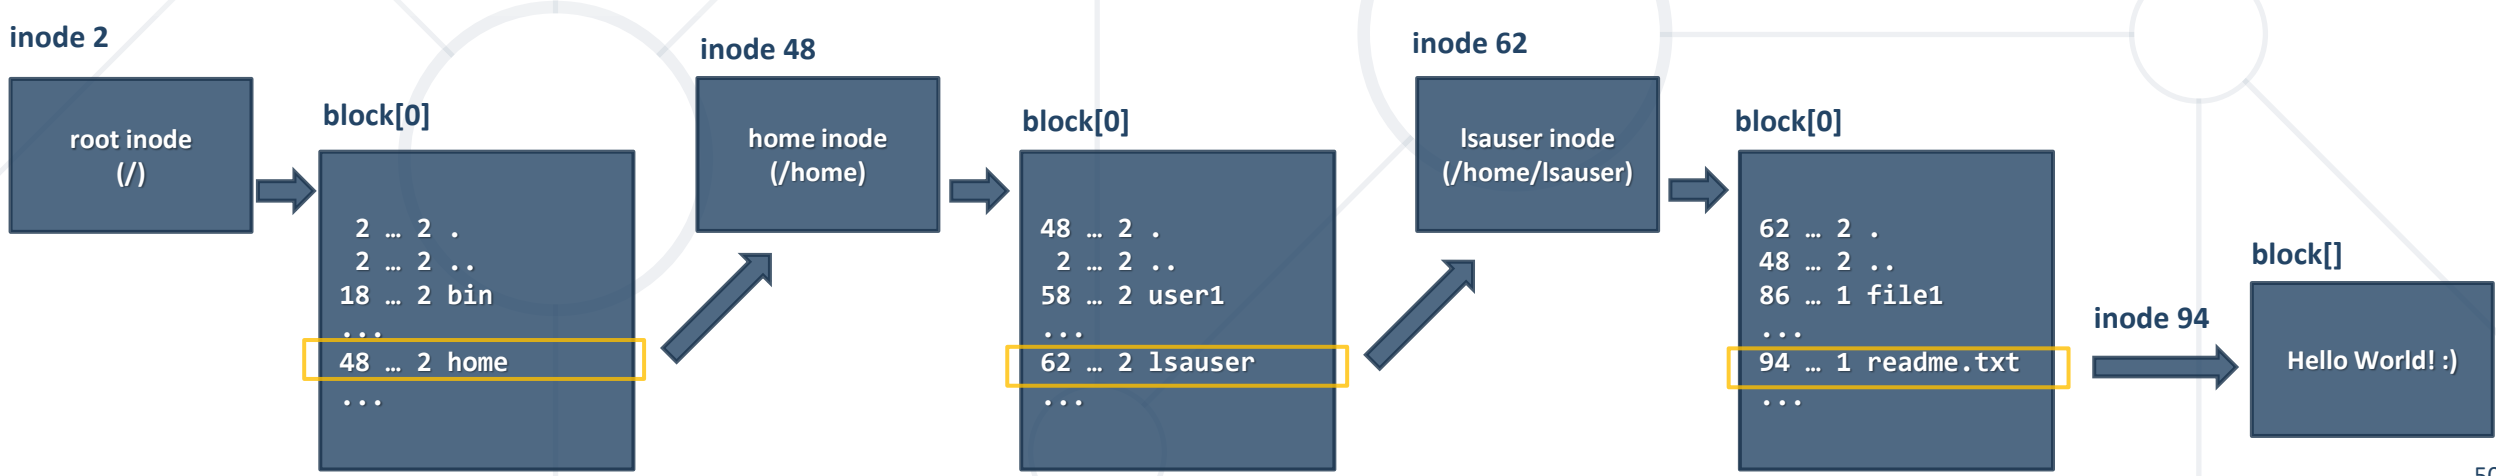 inode 2
root inode
(/)
block[0]
2 … 2 .
2 … 2 ..
18 … 2 bin
...
48 … 2 home
...
inode 48
home inode
(/home)
block[0]
48 … 2 .
2 … 2 ..
58 … 2 user1
...
62 … 2 lsauser
...
inode 62
lsauser inode
(/home/lsauser)
block[0]
62 … 2 .
48 … 2 ..
86 … 1 file1
...
94 … 1 readme.txt
...
inode 94
block[]
Hello World! :)